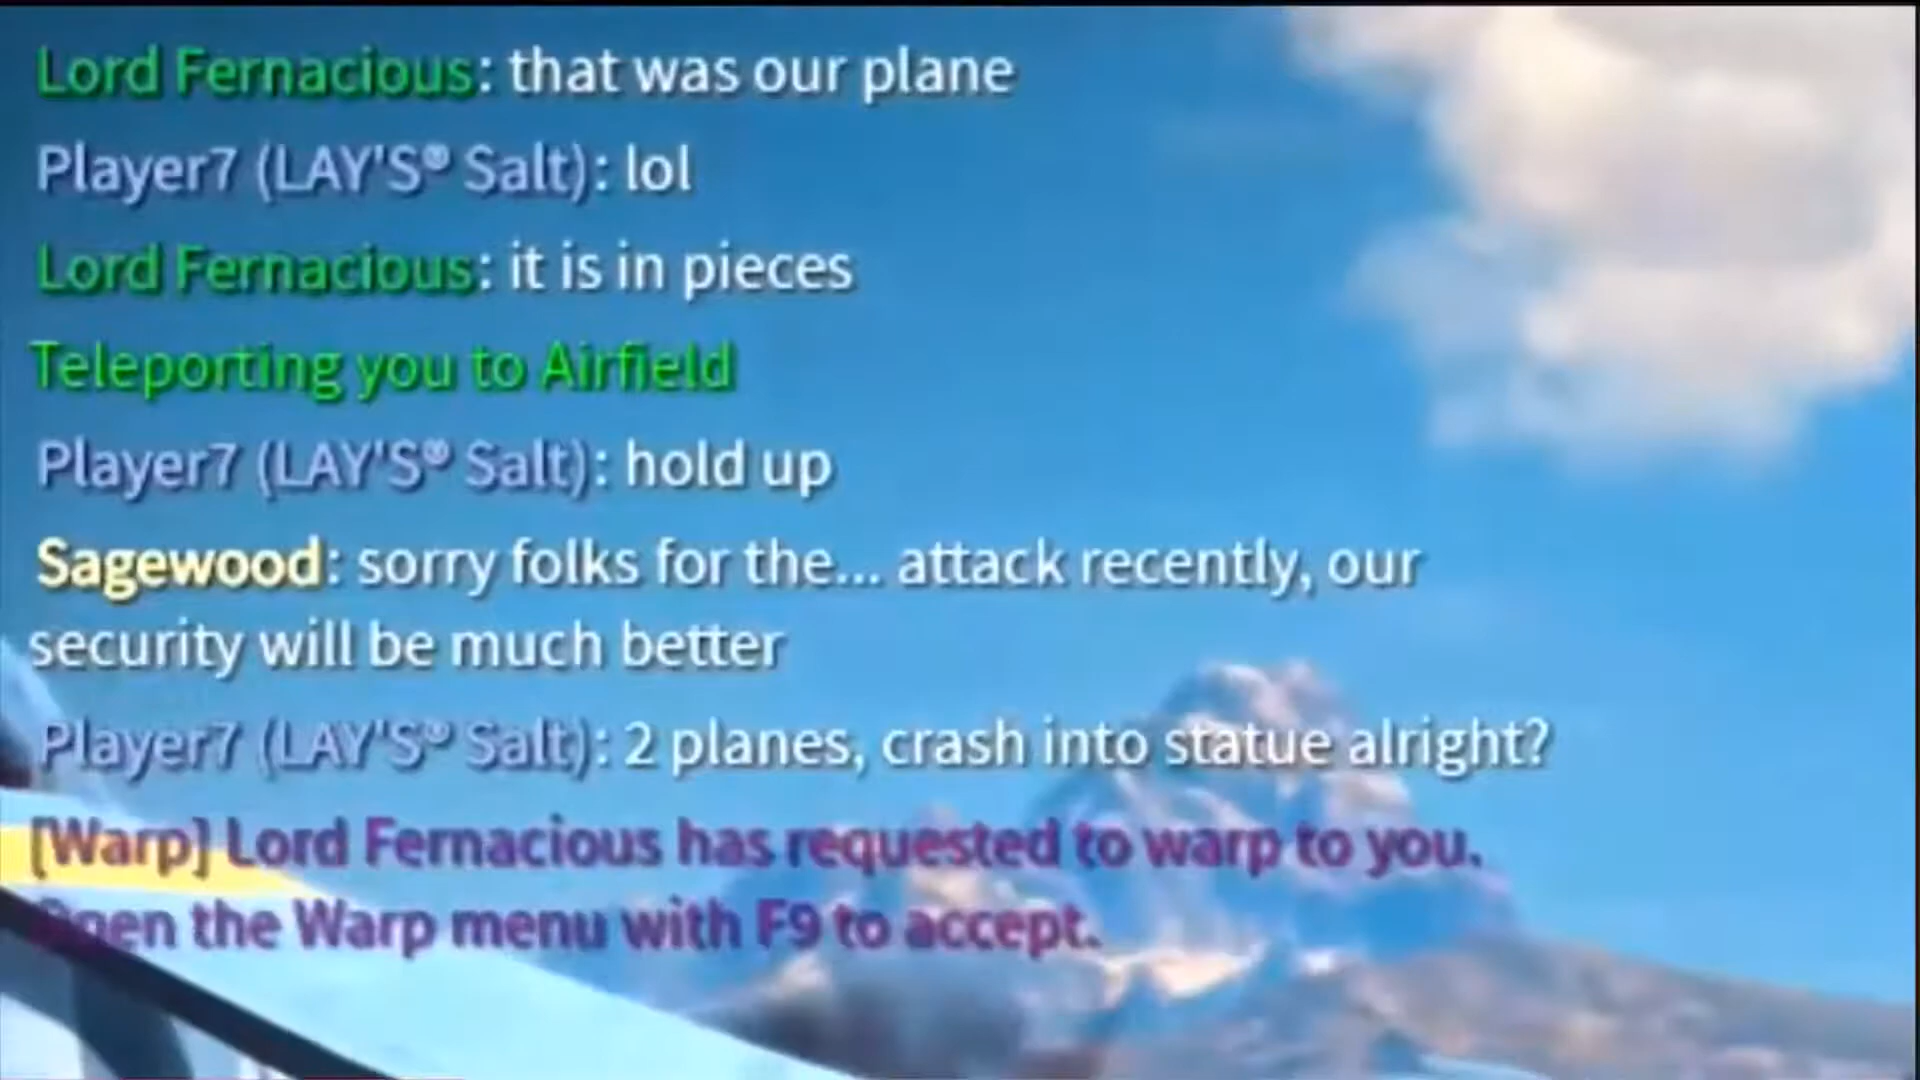 Lord Fernacious: that was our plane
Player7 (LAY'S® Salt): lol
Lord Fernacious: it is in pieces
Teleporting you to Airfield
Player7 (LAY'S® Salt): hold up
Sagewood: sorry folks for the... attack recently, our
security will be much better
Player7 (LAY'S® Salt): 2 planes, crash into statue alright?
[Warp] Lord Fernacious has requested to warp to you.
Open the Warp menu with F9 to accept.